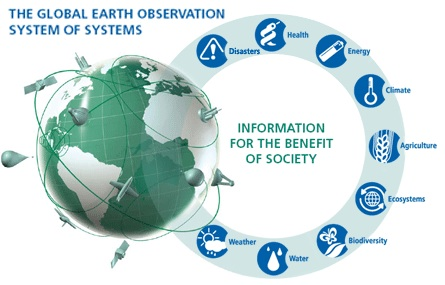 THE GLOBAL EARTH OBSERVATION
SYSTEM OF SYSTEMS
Disasters
Health
Energy
Climate
Agriculture
Ecosystems
Biodiversity
Water
Weather
INFORMATION
FOR THE BENEFIT
OF SOCIETY